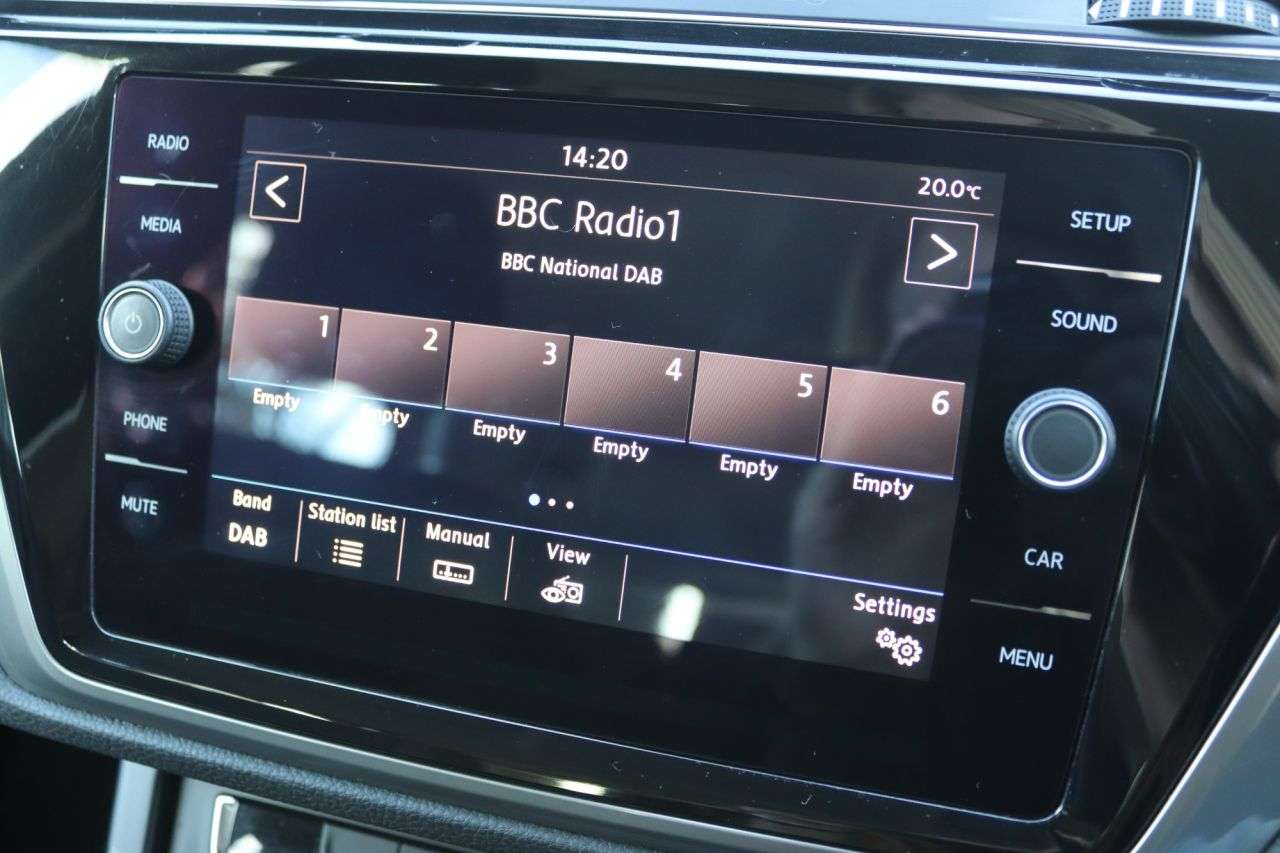 RADIO
MEDIA
PHONE
MUTE
14:20
20.0°C
<
BBC Radio1
>
BBC National DAB
1 2 3 4 5 6
Empty Empty Empty Empty Empty Empty
Band Station list Manual View Settings
DAB
SETUP
SOUND
CAR
MENU